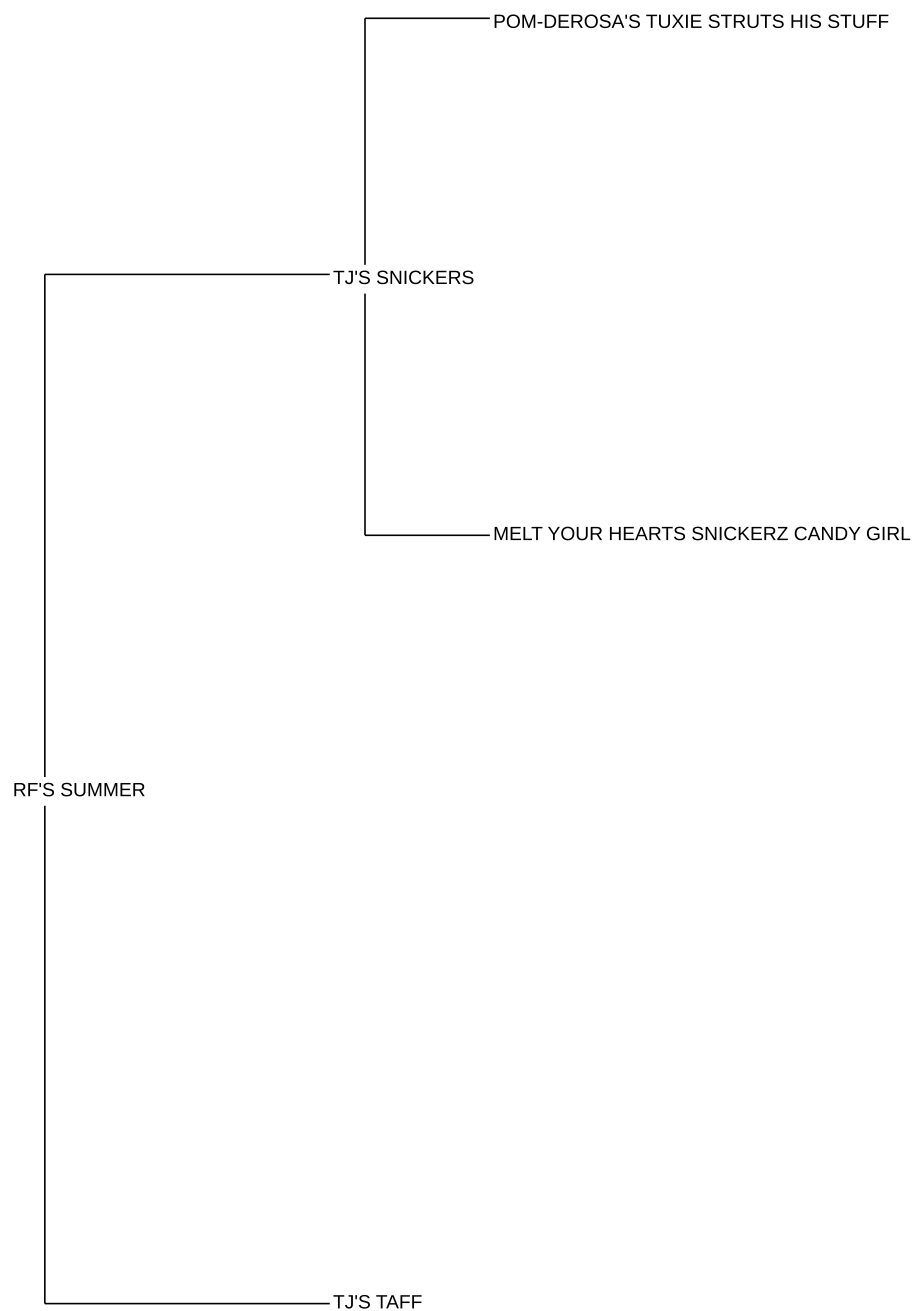 POM-DEROSA'S TUXIE STRUTS HIS STUFF
TJ'S SNICKERS
MELT YOUR HEARTS SNICKERZ CANDY GIRL
RF'S SUMMER
TJ'S TAFF